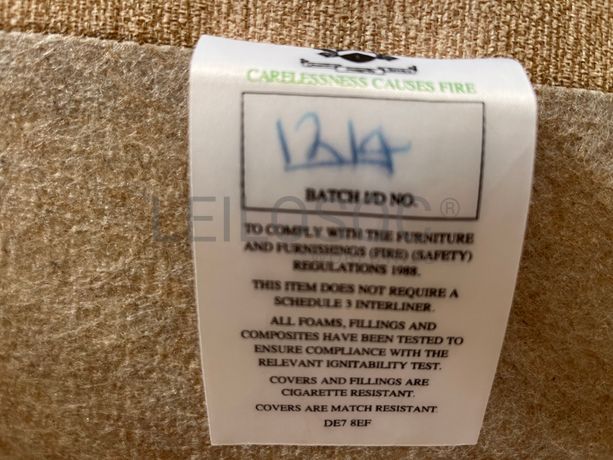 CARELESSNESS CAUSES FIRE
1214
BATCH I/D NO.
LEILOSOC®
TO COMPLY WITH THE FURNITURE
AND FURNISHINGS (FIRE) (SAFETY)
REGULATIONS 1988.
THIS ITEM DOES NOT REQUIRE A
SCHEDULE 3 INTERLINER.
ALL FOAMS, FILLINGS AND
COMPOSITES HAVE BEEN TESTED TO
ENSURE COMPLIANCE WITH THE
RELEVANT IGNITABILITY TEST.
COVERS AND FILLINGS ARE
CIGARETTE RESISTANT.
COVERS ARE MATCH RESISTANT.
DE7 8EF